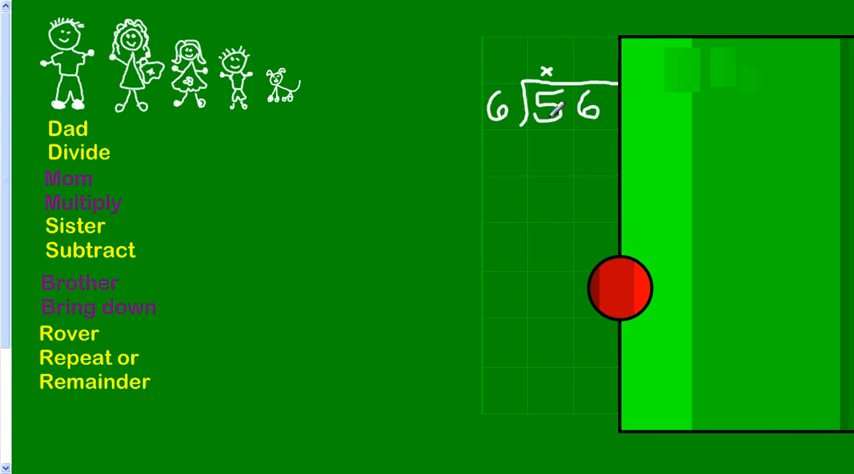 Dad
Divide
Mom
Multiply
Sister
Subtract
Brother
Bring down
Rover
Repeat or
Remainder
x
6 56